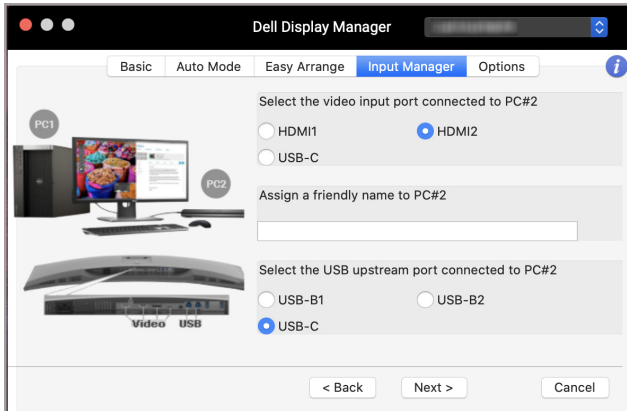 Dell Display Manager
Basic Auto Mode Easy Arrange Input Manager Options
Select the video input port connected to PC#2
HDMI1 HDMI2
USB-C
PC1
PC2
Assign a friendly name to PC#2
Select the USB upstream port connected to PC#2
USB-B1 USB-B2
USB-C
Video USB
< Back Next > Cancel